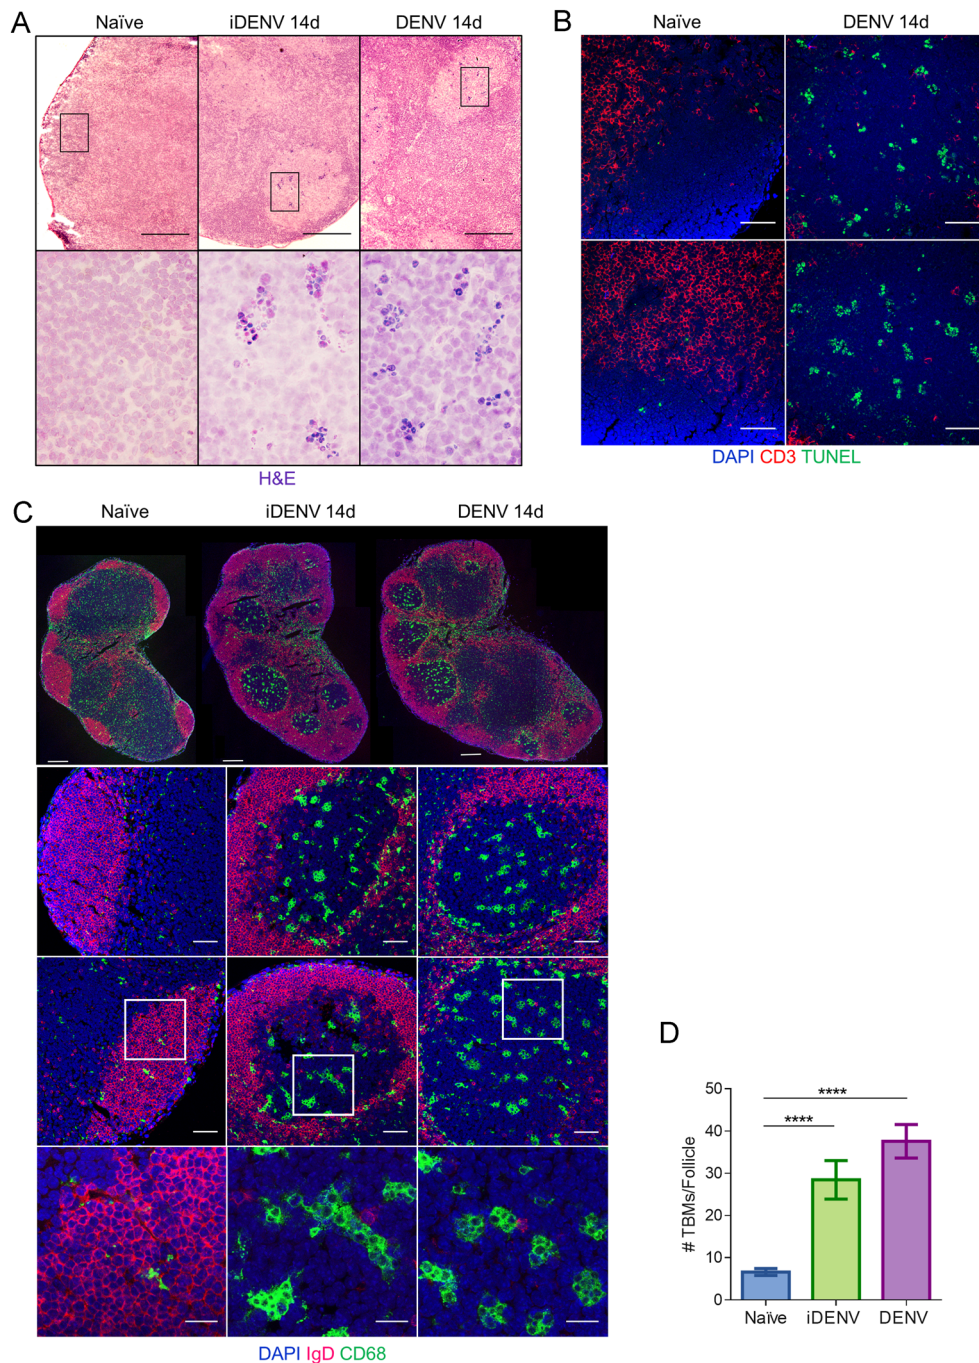 A
Naïve iDENV 14d DENV 14d
H&E
B
Naïve DENV 14d
DAPI CD3 TUNEL
C
Naïve iDENV 14d DENV 14d
DAPI IgD CD68
D
# TBMs/Follicle
50
40
30
20
10
0
****
****
Naïve iDENV DENV